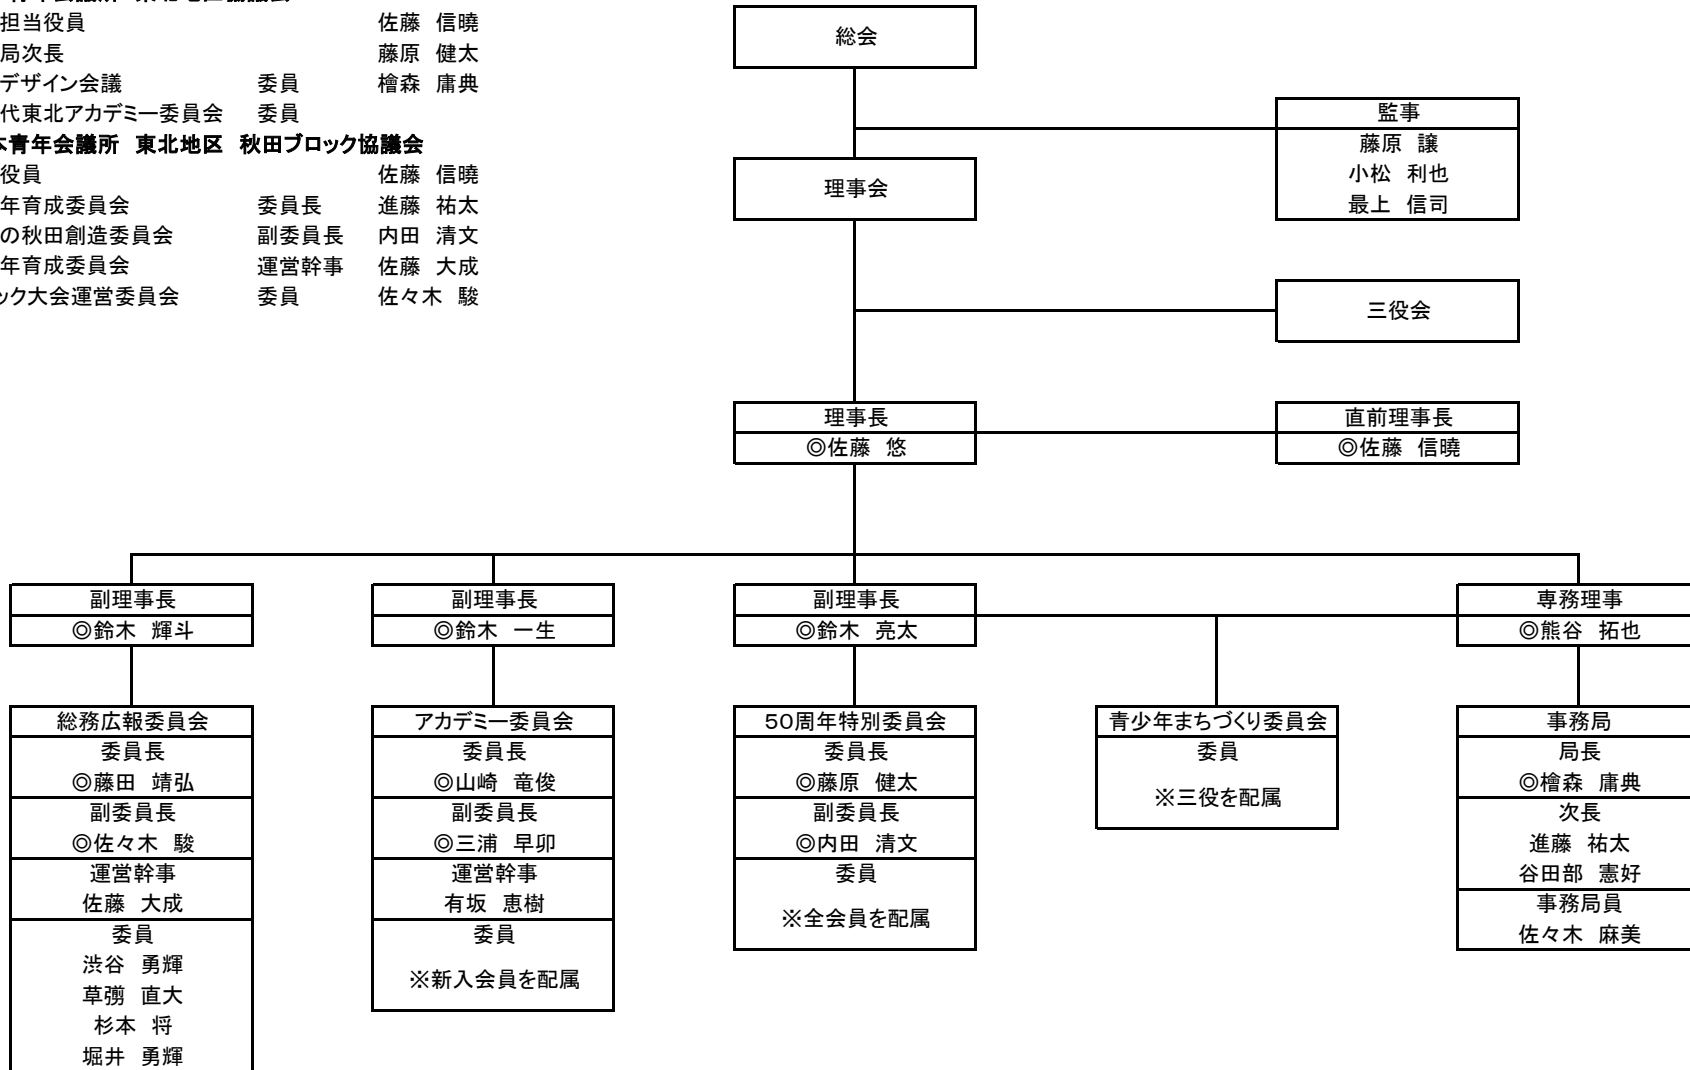 担当役員 佐藤 信曉
局次長 藤原 健太
デザイン会議 委員 檜森 庸典
代東北アカデミー委員会 委員
青年会議所 東北地区 秋田ブロック協議会
役員 佐藤 信曉
年育成委員会 委員長 進藤 祐太
の秋田創造委員会 副委員長 内田 清文
年育成委員会 運営幹事 佐藤 大成
ック大会運営委員会 委員 佐々木 駿
総会
監事
藤原 譲
小松 利也
最上 信司
理事会
三役会
理事長
◎佐藤 悠
直前理事長
◎佐藤 信曉
副理事長
◎鈴木 輝斗
副理事長
◎鈴木 一生
副理事長
◎鈴木 亮太
専務理事
◎熊谷 拓也
総務広報委員会
委員長
◎藤田 靖弘
副委員長
◎佐々木 駿
運営幹事
佐藤 大成
委員
渋谷 勇輝
草彅 直大
杉本 将
堀井 勇輝
アカデミー委員会
委員長
◎山崎 竜俊
副委員長
◎三浦 早卯
運営幹事
有坂 恵樹
委員
※新入会員を配属
50周年特別委員会
委員長
◎藤原 健太
副委員長
◎内田 清文
委員
※全会員を配属
青少年まちづくり委員会
委員
※三役を配属
事務局
局長
◎檜森 庸典
次長
進藤 祐太
谷田部 憲好
事務局員
佐々木 麻美